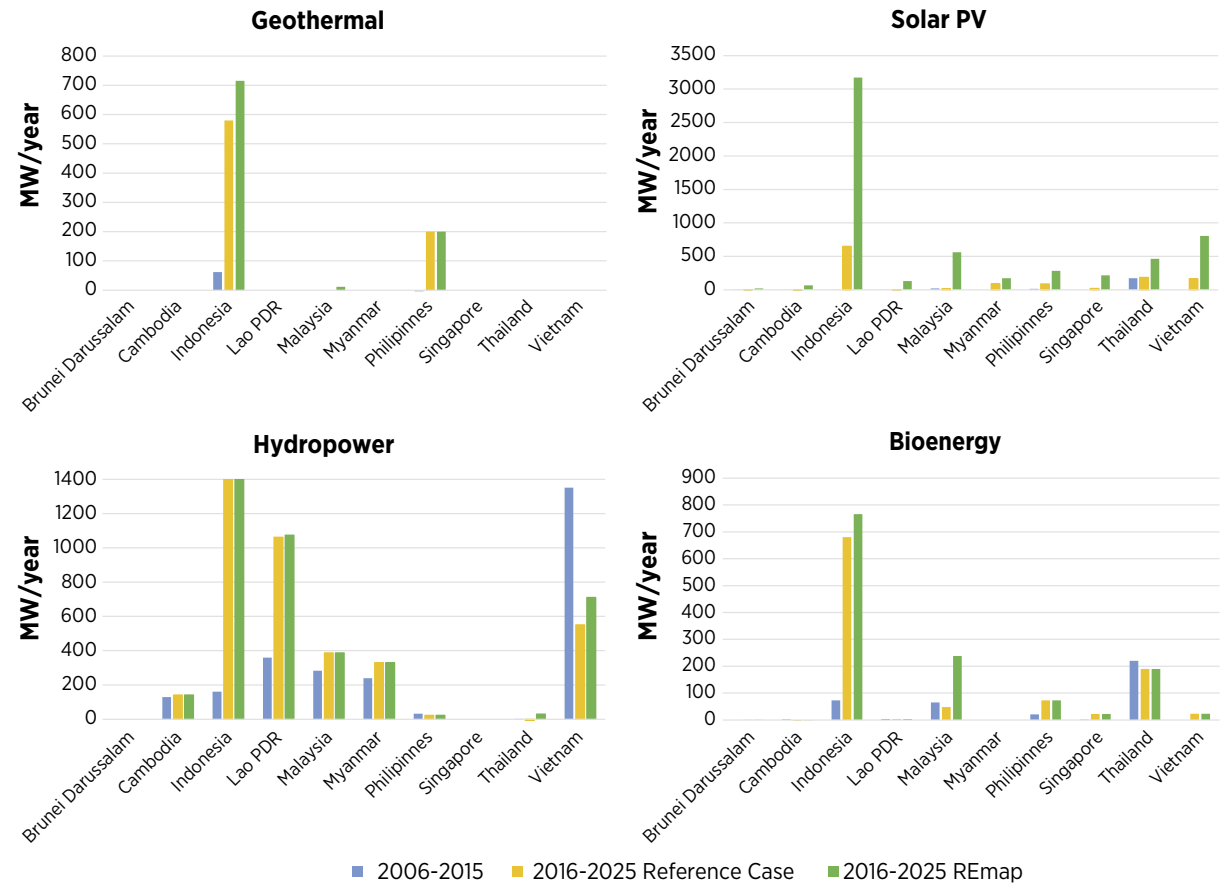 Geothermal
MW/year
800
700
600
500
400
300
200
100
0
Brunei Darussalam
Cambodia
Indonesia
Lao PDR
Malaysia
Myanmar
Philipinnes
Singapore
Thailand
Vietnam
Solar PV
MW/year
3500
3000
2500
2000
1500
1000
500
0
Brunei Darussalam
Cambodia
Indonesia
Lao PDR
Malaysia
Myanmar
Philipinnes
Singapore
Thailand
Vietnam
Hydropower
MW/year
1400
1200
1000
800
600
400
200
0
Brunei Darussalam
Cambodia
Indonesia
Lao PDR
Malaysia
Myanmar
Philipinnes
Singapore
Thailand
Vietnam
Bioenergy
MW/year
900
800
700
600
500
400
300
200
100
0
Brunei Darussalam
Cambodia
Indonesia
Lao PDR
Malaysia
Myanmar
Philipinnes
Singapore
Thailand
Vietnam
2006-2015 2016-2025 Reference Case 2016-2025 REmap